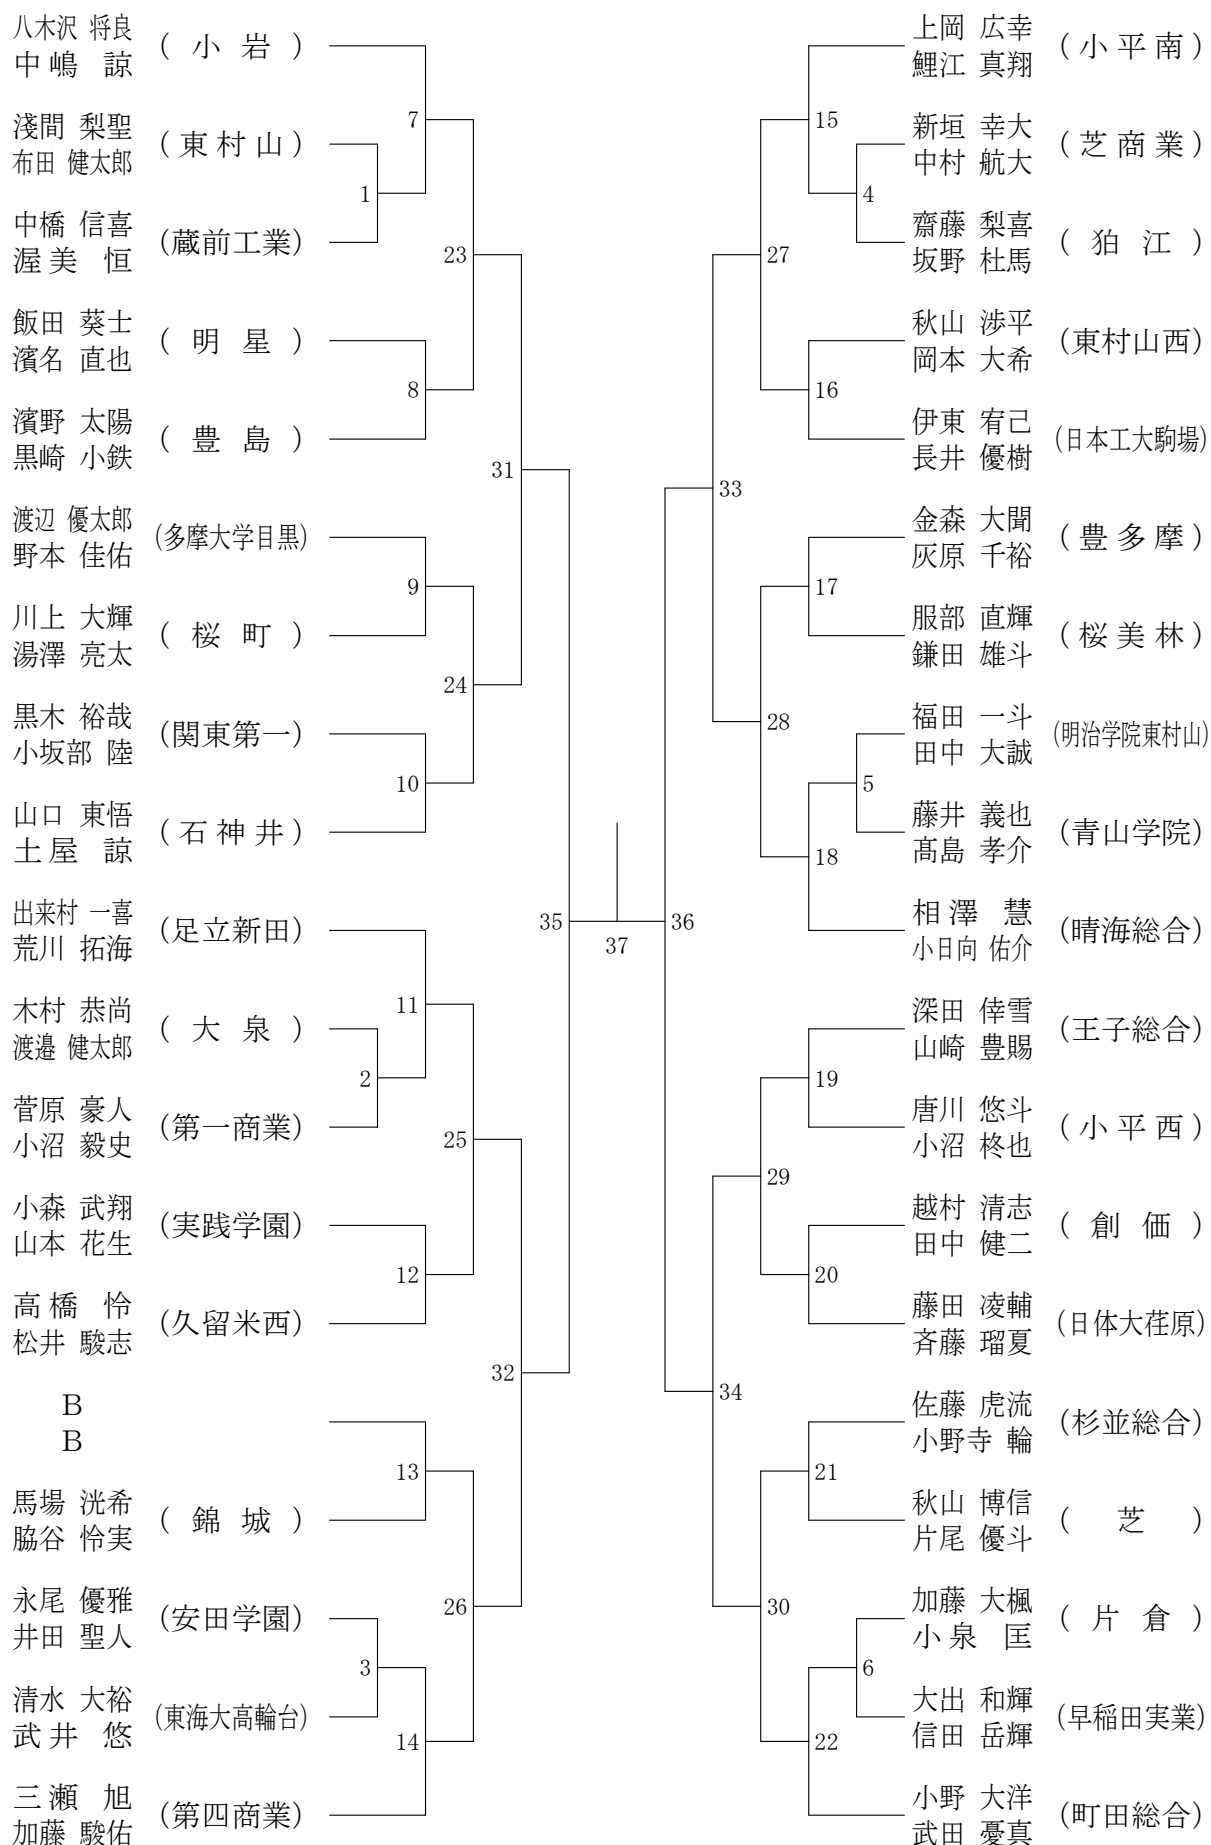 八木沢 将良
中嶋 諒
(小岩)
淺間 梨聖
布田 健太郎
(東村山)
中橋 信喜
渥美 恒
(蔵前工業)
飯田 葵士
濱名 直也
(明星)
濱野 太陽
黒崎 小鉄
(豊島)
渡辺 優太郎
野本 佳佑
(多摩大学目黒)
川上 大輝
湯澤 亮太
(桜町)
黒木 裕哉
小坂部 陸
(関東第一)
山口 東悟
土屋 諒
(石神井)
出来村 一喜
荒川 拓海
(足立新田)
木村 恭尚
渡邉 健太郎
(大泉)
菅原 豪人
小沼 毅史
(第一商業)
小森 武翔
山本 花生
(実践学園)
高橋 怜
松井 駿志
(久留米西)
B
B
馬場 洸希
脇谷 怜実
(錦城)
永尾 優雅
井田 聖人
(安田学園)
清水 大裕
武井 悠
(東海大高輪台)
三瀬 旭
加藤 駿佑
(第四商業)
1
2
3
7
8
9
10
11
12
13
14
23
24
25
26
31
32
35
37
36
33
34
27
28
29
30
15
16
17
18
19
20
21
22
4
5
6
上岡 広幸
鯉江 真翔
(小平南)
新垣 幸大
中村 航大
(芝商業)
齋藤 梨喜
坂野 杜馬
(狛江)
秋山 渉平
岡本 大希
(東村山西)
伊東 宥己
長井 優樹
(日本工大駒場)
金森 大聞
灰原 千裕
(豊多摩)
服部 直輝
鎌田 雄斗
(桜美林)
福田 一斗
田中 大誠
(明治学院東村山)
藤井 義也
髙島 孝介
(青山学院)
相澤 慧
小日向 佑介
(晴海総合)
深田 倖雪
山崎 豊賜
(王子総合)
唐川 悠斗
小沼 柊也
(小平西)
越村 清志
田中 健二
(創価)
藤田 凌輔
斉藤 瑠夏
(日体大荏原)
佐藤 虎流
小野寺 輪
(杉並総合)
秋山 博信
片尾 優斗
(芝)
加藤 大楓
小泉 匡
(片倉)
大出 和輝
信田 岳輝
(早稲田実業)
小野 大洋
武田 憂真
(町田総合)